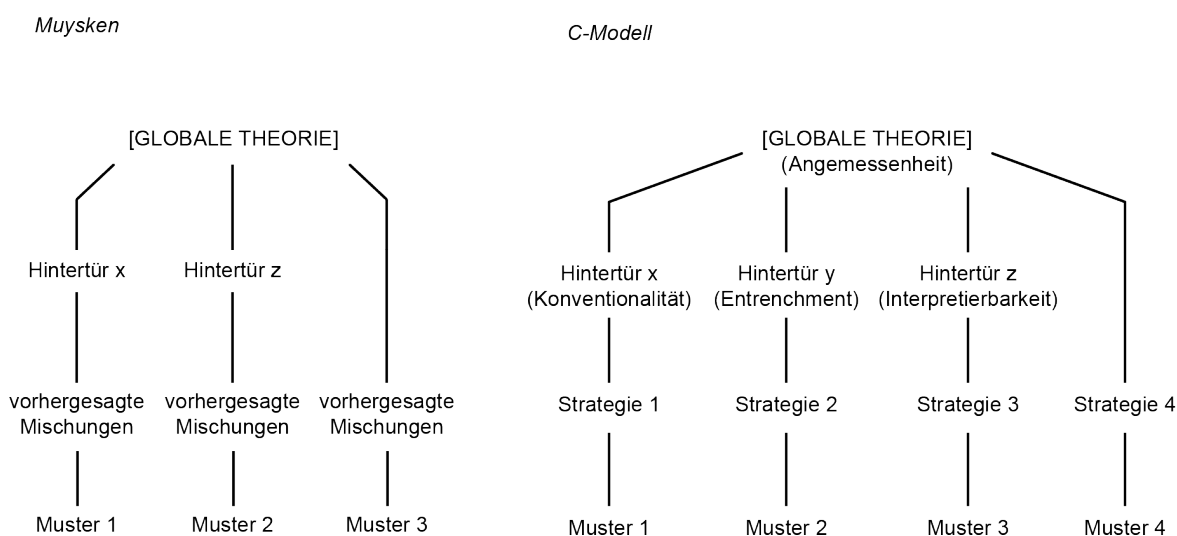 Muysken
[GLOBALE THEORIE]
Hintertür x
Hintertür z
vorhergesagte
Mischungen
vorhergesagte
Mischungen
vorhergesagte
Mischungen
Muster 1
Muster 2
Muster 3
C-Modell
[GLOBALE THEORIE]
(Angemessenheit)
Hintertür x
(Konventionalität)
Hintertür y
(Entrenchment)
Hintertür z
(Interpretierbarkeit)
Strategie 1
Strategie 2
Strategie 3
Strategie 4
Muster 1
Muster 2
Muster 3
Muster 4